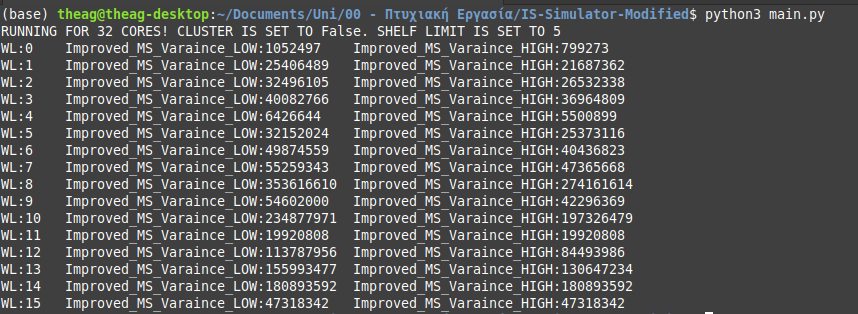 (base) theag@theag-desktop:~/Documents/Uni/00 - Πτυχιακή Εργασία/IS-Simulator-Modified$ python3 main.py
RUNNING FOR 32 CORES! CLUSTER IS SET TO False. SHELF LIMIT IS SET TO 5
WL:0 Improved_MS_Varaince_LOW:1052497 Improved_MS_Varaince_HIGH:799273
WL:1 Improved_MS_Varaince_LOW:25406489 Improved_MS_Varaince_HIGH:21687362
WL:2 Improved_MS_Varaince_LOW:32496105 Improved_MS_Varaince_HIGH:26532338
WL:3 Improved_MS_Varaince_LOW:40082766 Improved_MS_Varaince_HIGH:36964809
WL:4 Improved_MS_Varaince_LOW:6426644 Improved_MS_Varaince_HIGH:5500899
WL:5 Improved_MS_Varaince_LOW:32152024 Improved_MS_Varaince_HIGH:25373116
WL:6 Improved_MS_Varaince_LOW:49874559 Improved_MS_Varaince_HIGH:40436823
WL:7 Improved_MS_Varaince_LOW:55259343 Improved_MS_Varaince_HIGH:47365668
WL:8 Improved_MS_Varaince_LOW:353616610 Improved_MS_Varaince_HIGH:274161614
WL:9 Improved_MS_Varaince_LOW:54602000 Improved_MS_Varaince_HIGH:42296369
WL:10 Improved_MS_Varaince_LOW:234877971 Improved_MS_Varaince_HIGH:197326479
WL:11 Improved_MS_Varaince_LOW:19920808 Improved_MS_Varaince_HIGH:19920808
WL:12 Improved_MS_Varaince_LOW:113787956 Improved_MS_Varaince_HIGH:84493986
WL:13 Improved_MS_Varaince_LOW:155993477 Improved_MS_Varaince_HIGH:130647234
WL:14 Improved_MS_Varaince_LOW:180893592 Improved_MS_Varaince_HIGH:180893592
WL:15 Improved_MS_Varaince_LOW:47318342 Improved_MS_Varaince_HIGH:47318342